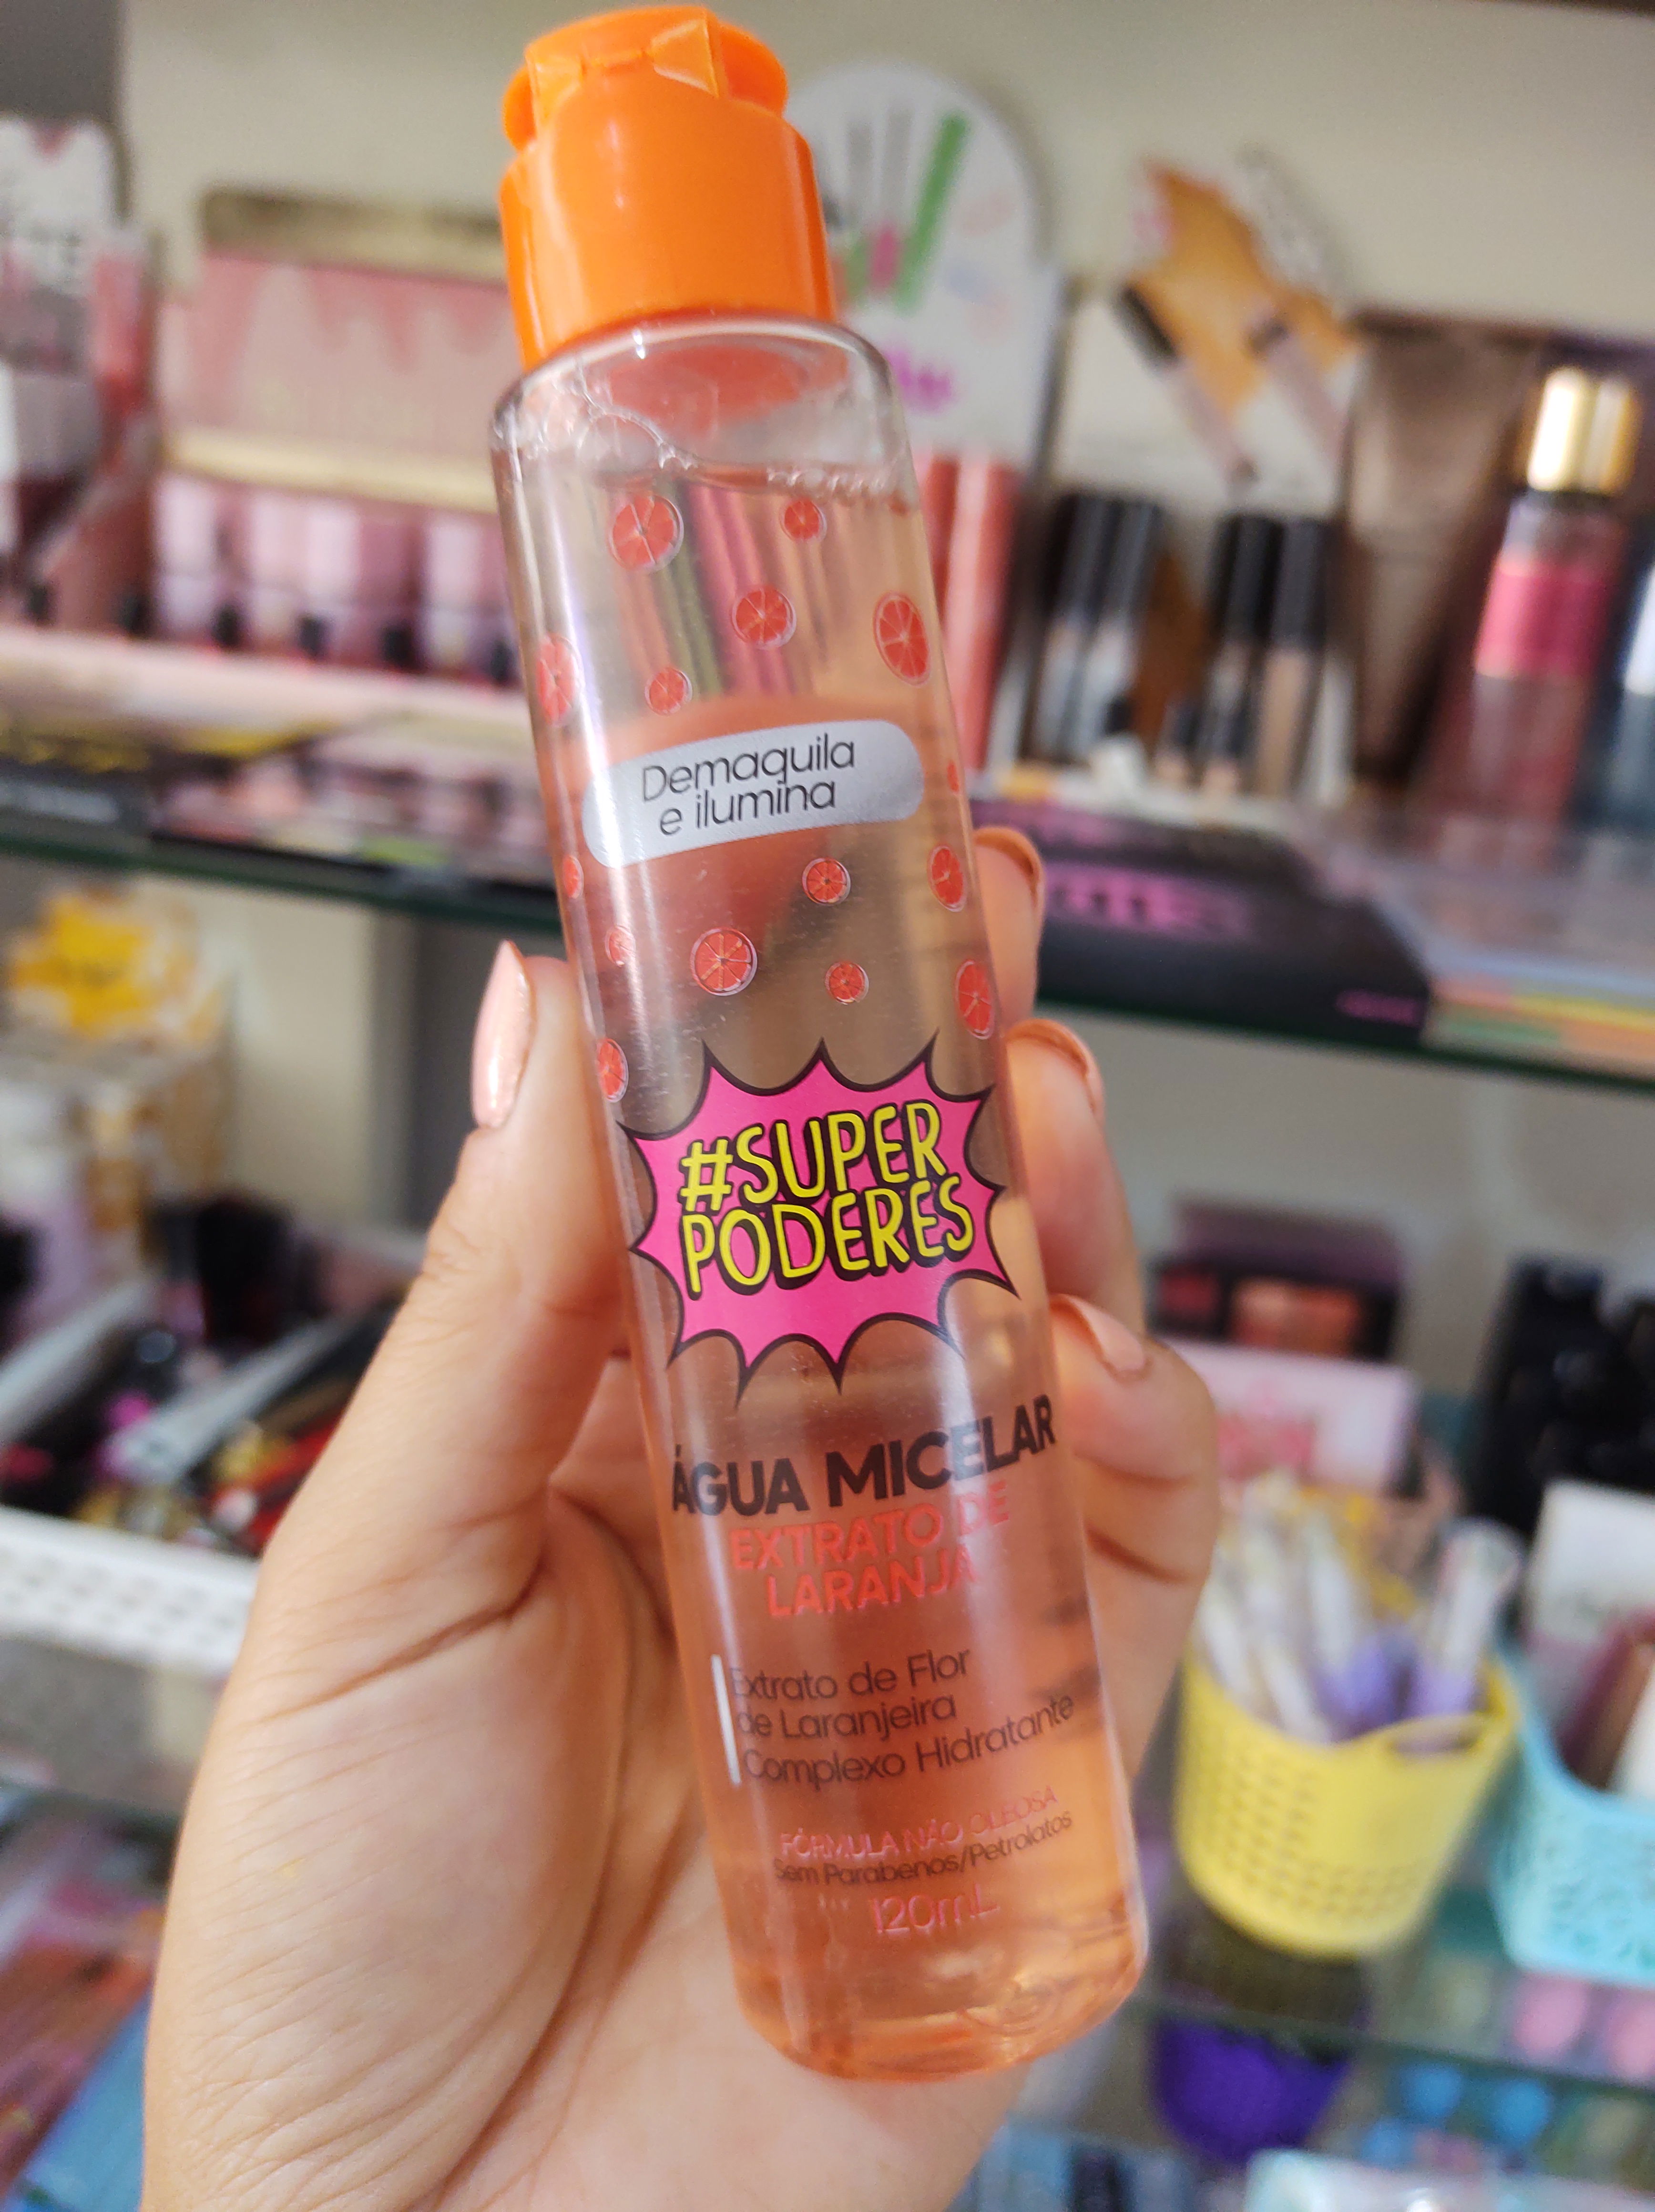 Demaquila
e ilumina
#SUPER
PODERES
ÁGUA MICELAR
EXTRATO DE
LARANJA
Extrato de Flor
de Laranjeira
Complexo Hidratante
FÓRMULA NÃO OLEOSA
Sem Parabenos/Petrolatos
120mL